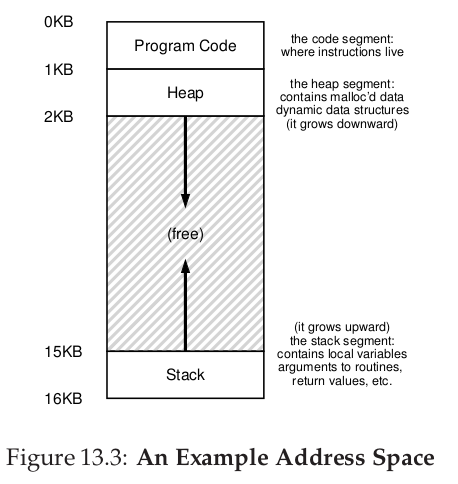 0KB
Program Code
the code segment:
where instructions live
1KB
Heap
the heap segment:
contains malloc'd data
dynamic data structures
(it grows downward)
2KB
(free)
(it grows upward)
the stack segment:
contains local variables
arguments to routines,
return values, etc.
15KB
Stack
16KB
Figure 13.3: An Example Address Space